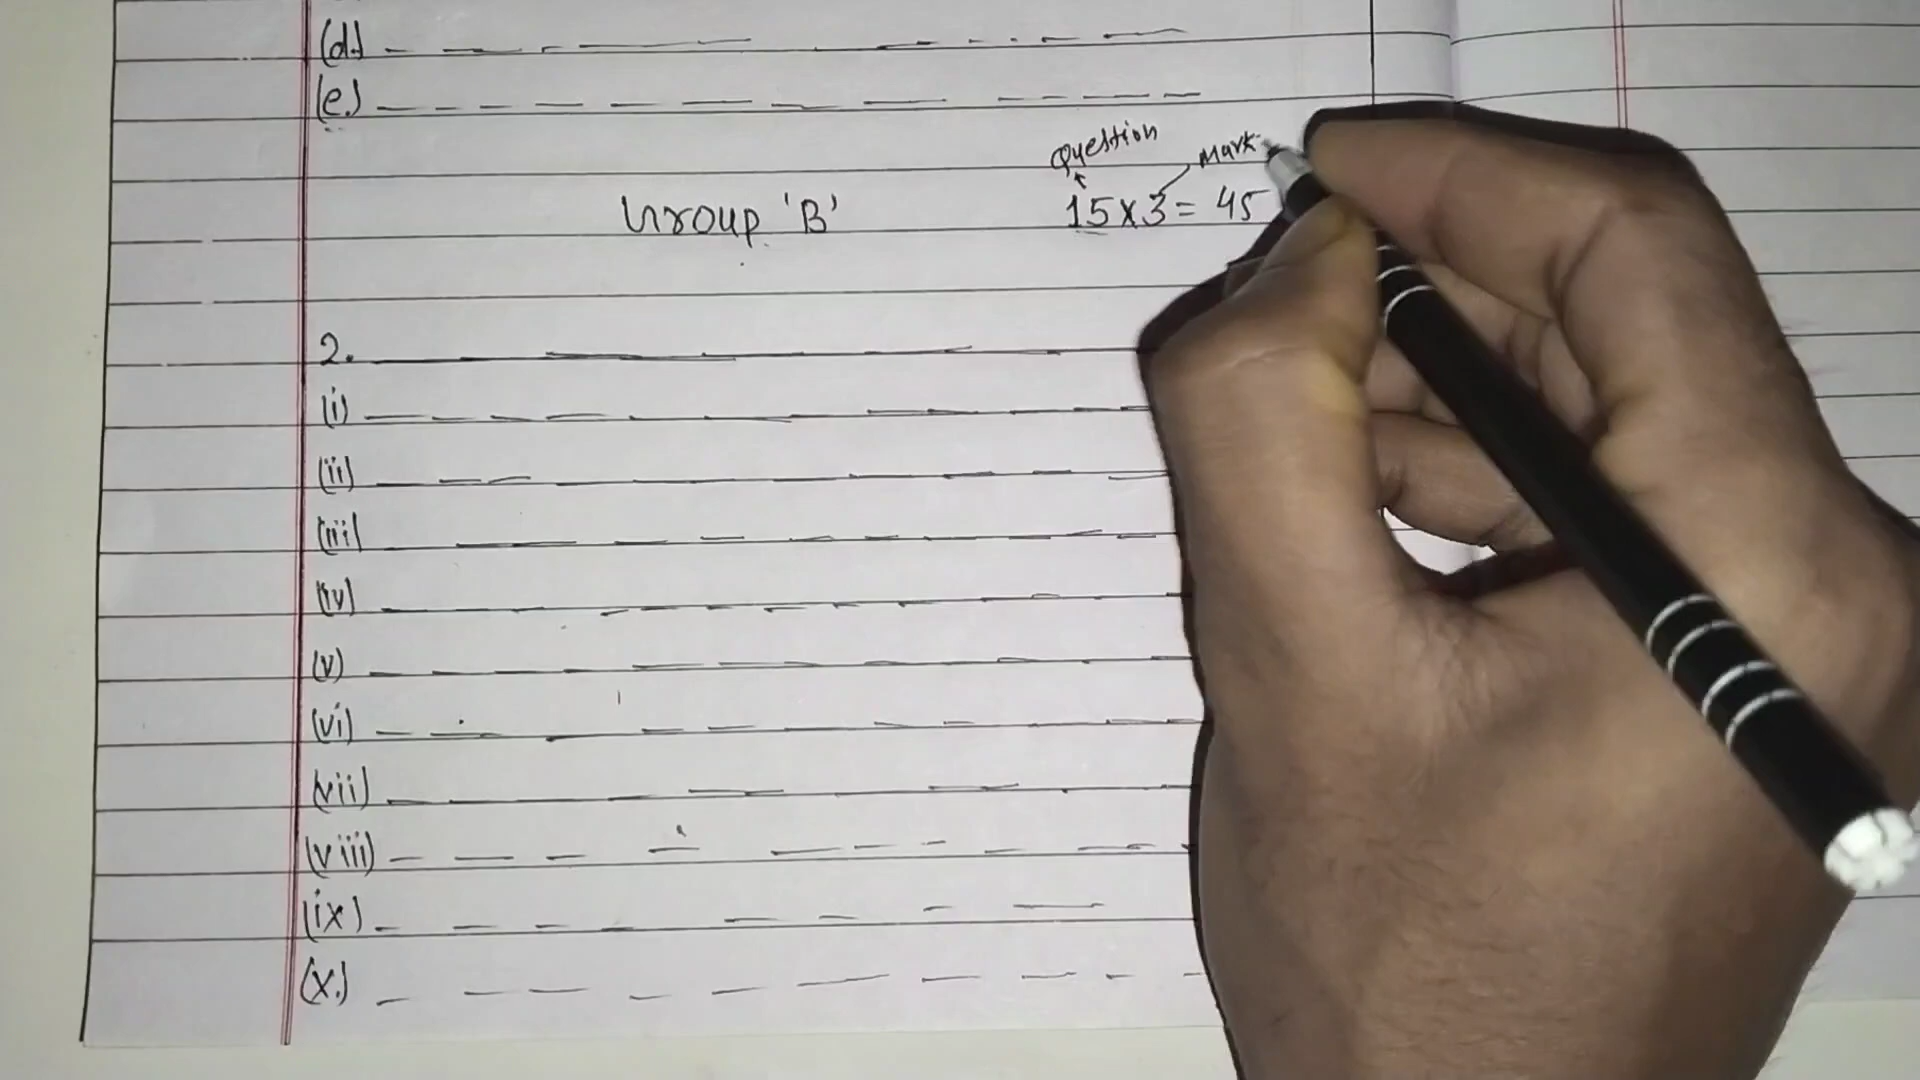 (d.)
(e.)
Question Mark
Group 'B' 15x3= 45
2.
(i)
(ii)
(iii)
(iv)
(v)
(vi)
(vii)
(viii)
(ix)
(x.)